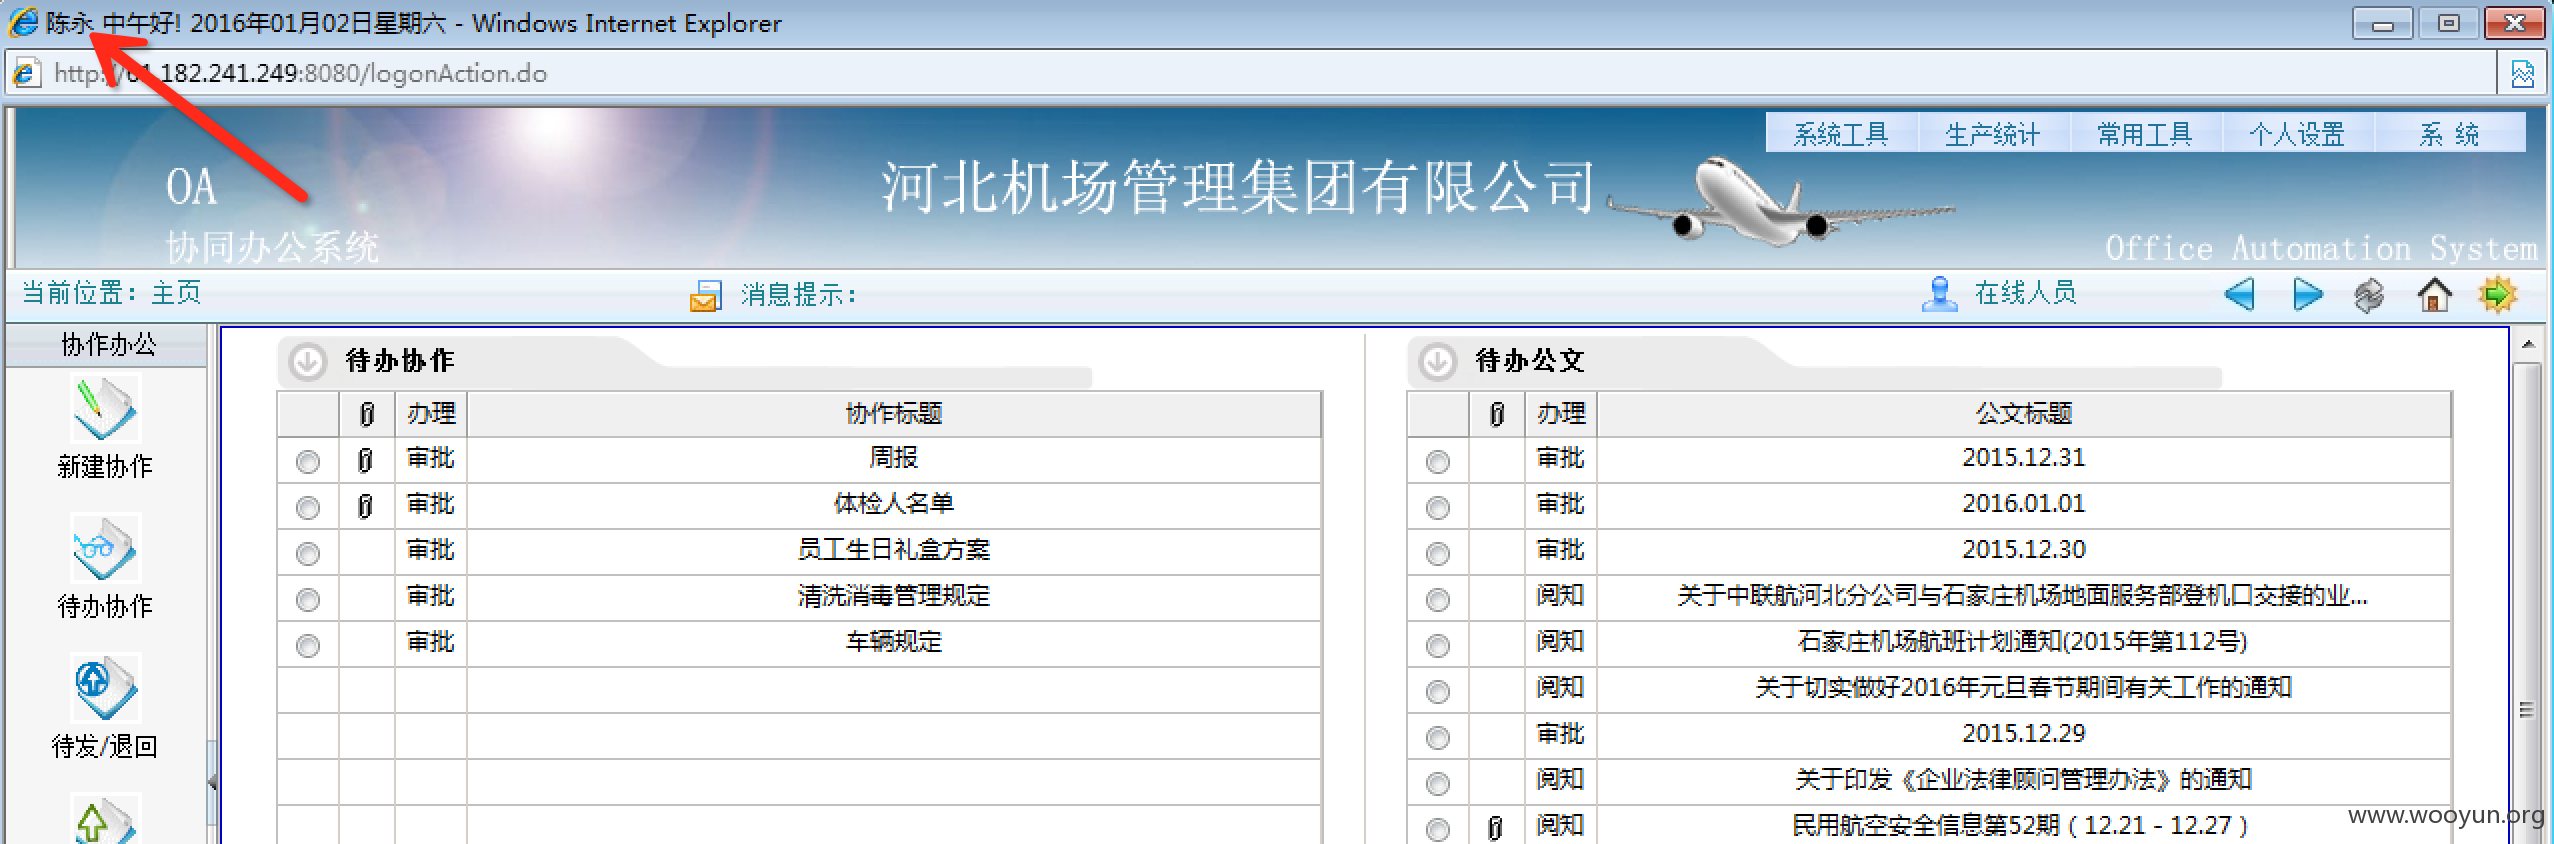 陈永 中午好! 2016年01月02日星期六 - Windows Internet Explorer
http://61.182.241.249:8080/logonAction.do
系统工具 生产统计 常用工具 个人设置 系 统
OA
河北机场管理集团有限公司
协同办公系统
Office Automation System
当前位置: 主页 消息提示: 在线人员
协作办公
新建协作
待办协作
待发/退回
待办协作
办理 协作标题
审批 周报
审批 体检人名单
审批 员工生日礼盒方案
审批 清洗消毒管理规定
审批 车辆规定
待办公文
办理 公文标题
审批 2015.12.31
审批 2016.01.01
审批 2015.12.30
阅知 关于中联航河北分公司与石家庄机场地面服务部登机口交接的业...
阅知 石家庄机场航班计划通知(2015年第112号)
阅知 关于切实做好2016年元旦春节期间有关工作的通知
审批 2015.12.29
阅知 关于印发《企业法律顾问管理办法》的通知
阅知 民用航空安全信息第52期（12.21－12.27）
www.wooyun.org